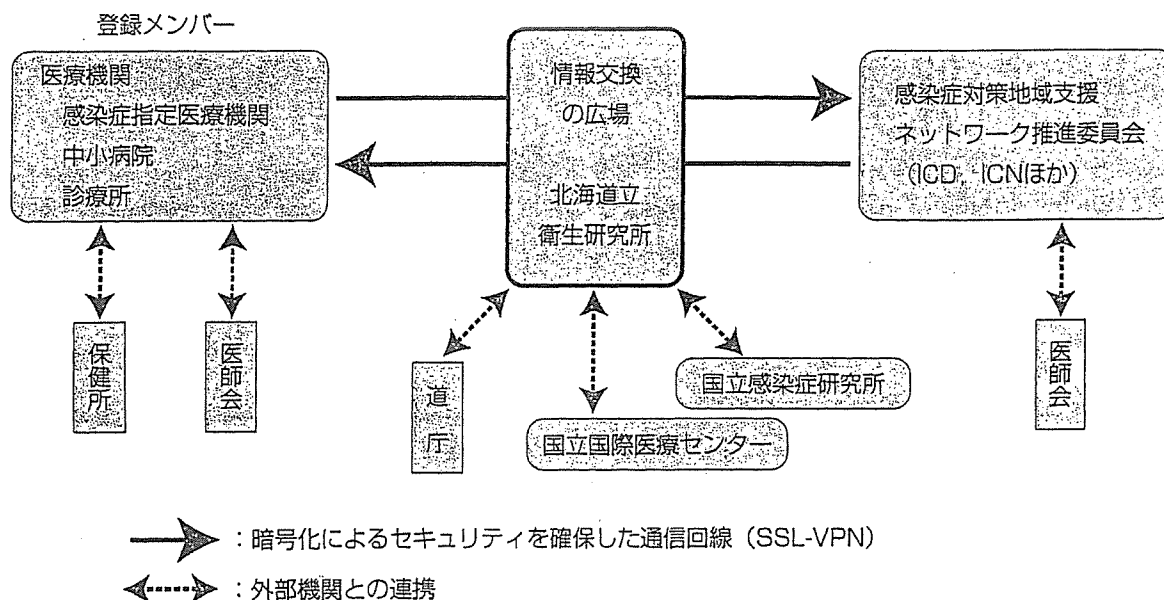 登録メンバー
医療機関
感染症指定医療機関
中小病院
診療所
情報交換
の広場
北海道立
衛生研究所
感染症対策地域支援
ネットワーク推進委員会
(ICD, ICNほか)
保健所
医師会
道庁
国立国際医療センター
国立感染症研究所
医師会
:暗号化によるセキュリティを確保した通信回線(SSL-VPN)
:外部機関との連携